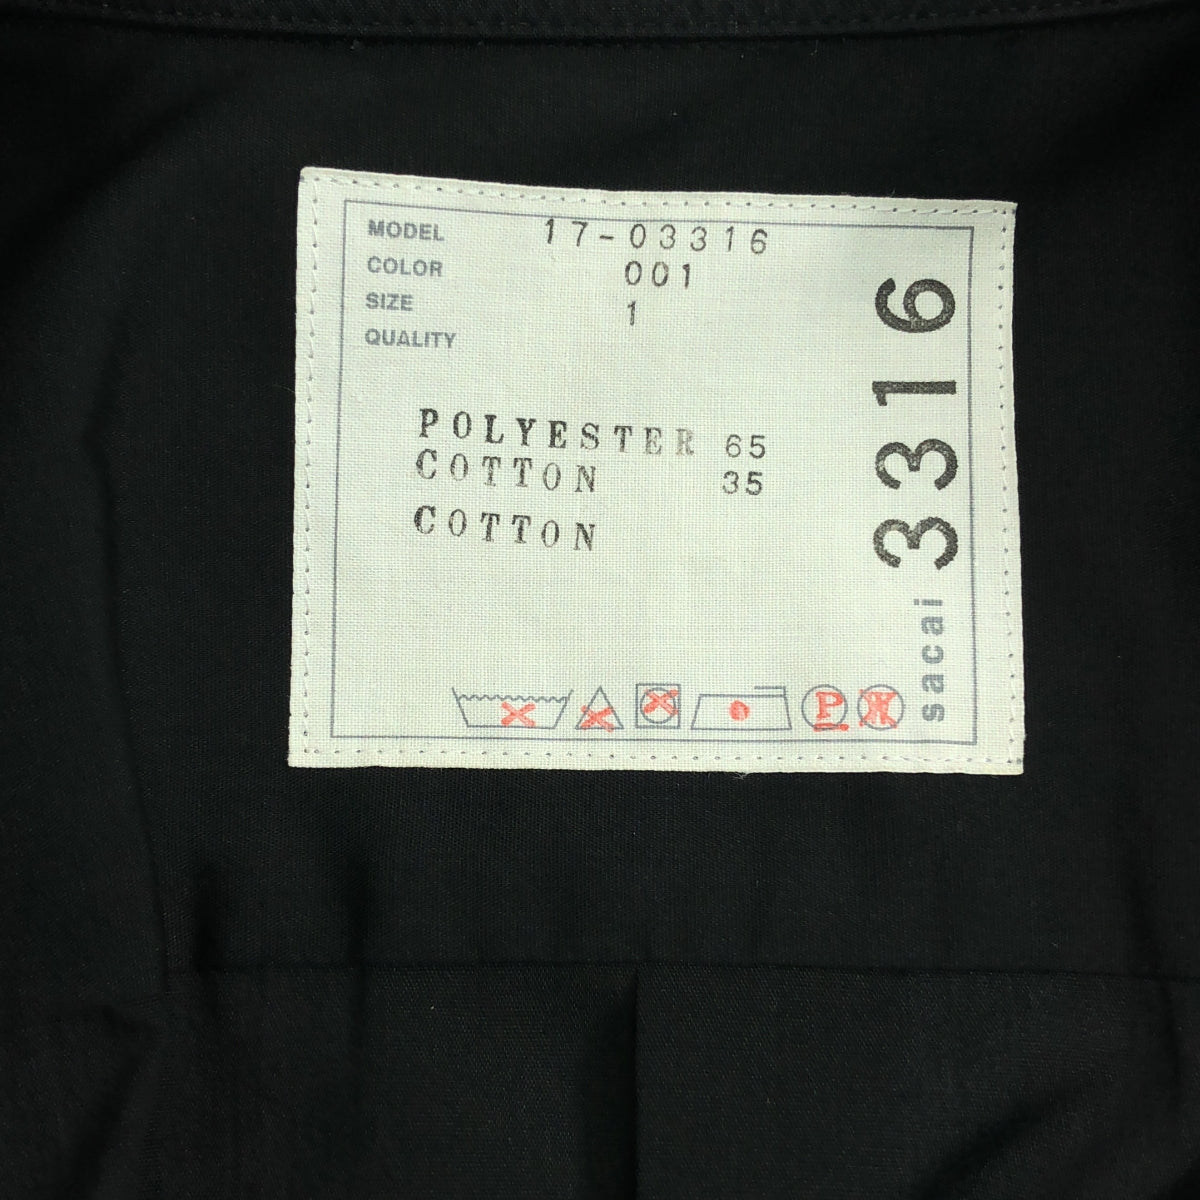 MODEL 17-03316
COLOR 001
SIZE 1
QUALITY
POLYESTER 65
COTTON 35
COTTON
P
sacai 3316